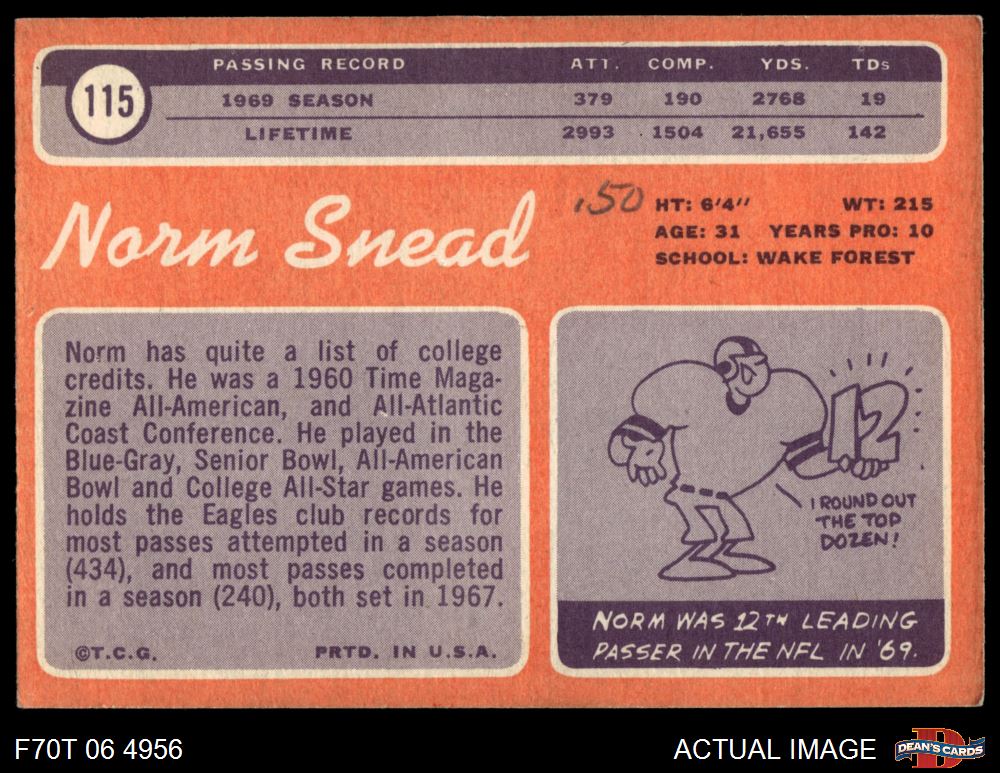 115
PASSING RECORD ATT. COMP. YDS. TDs
1969 SEASON 379 190 2768 19
LIFETIME 2993 1504 21,655 142
Norm Snead
.50
HT: 6'4" WT: 215
AGE: 31 YEARS PRO: 10
SCHOOL: WAKE FOREST
Norm has quite a list of college
credits. He was a 1960 Time Maga-
zine All-American, and All-Atlantic
Coast Conference. He played in the
Blue-Gray, Senior Bowl, All-American
Bowl and College All-Star games. He
holds the Eagles club records for
most passes attempted in a season
(434), and most passes completed
in a season (240), both set in 1967.
©T.C.G. PRTD. IN U.S.A.
12
I ROUND OUT
THE TOP
DOZEN!
NORM WAS 12TH LEADING
PASSER IN THE NFL IN '69.
F70T 06 4956
ACTUAL IMAGE
D
DEAN'S CARDS